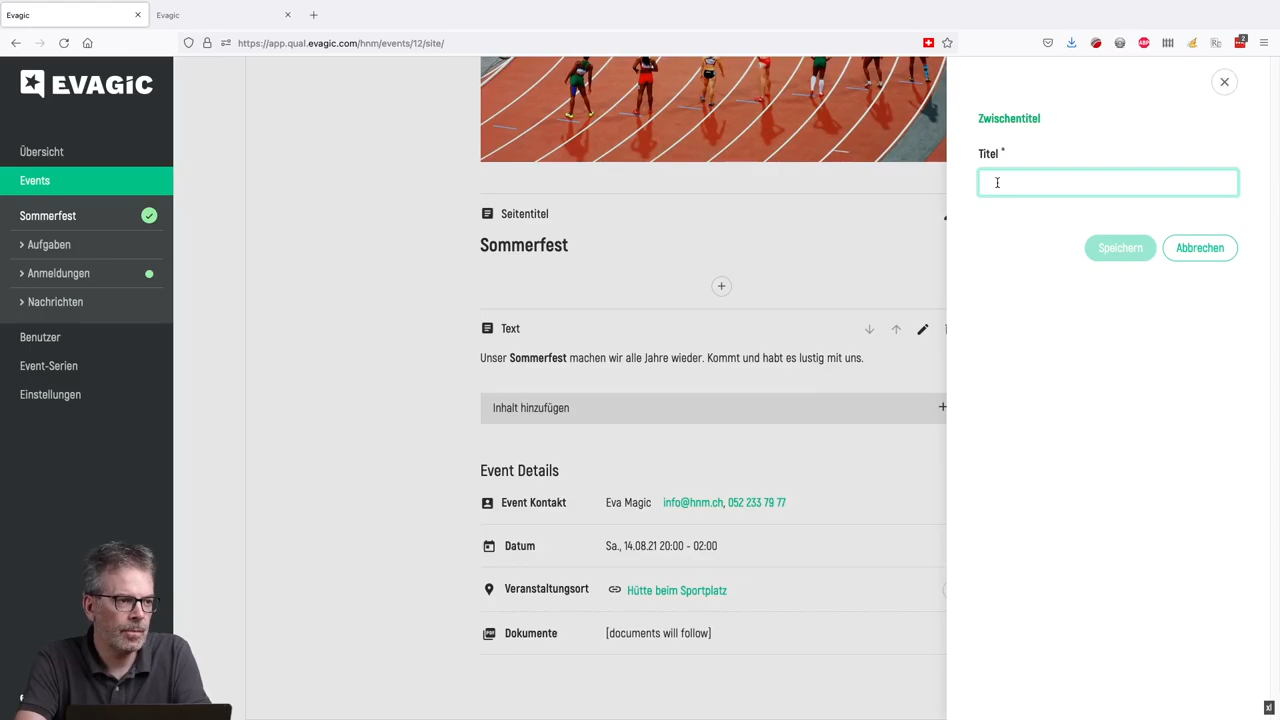 Evagic
Evagic
https://app.qual.evagic.com/hnm/events/12/site/
2
EVAGIC
Übersicht
Events
Sommerfest
Aufgaben
Anmeldungen
Nachrichten
Benutzer
Event-Serien
Einstellungen
Seitentitel
Sommerfest
Text
Unser Sommerfest machen wir alle Jahre wieder. Kommt und habt es lustig mit uns.
Inhalt hinzufügen
Event Details
Event Kontakt Eva Magic info@hnm.ch, 052 233 79 77
Datum Sa., 14.08.21 20:00 - 02:00
Veranstaltungsort Hütte beim Sportplatz
Dokumente [documents will follow]
Zwischentitel
Titel *
Speichern Abbrechen
xl